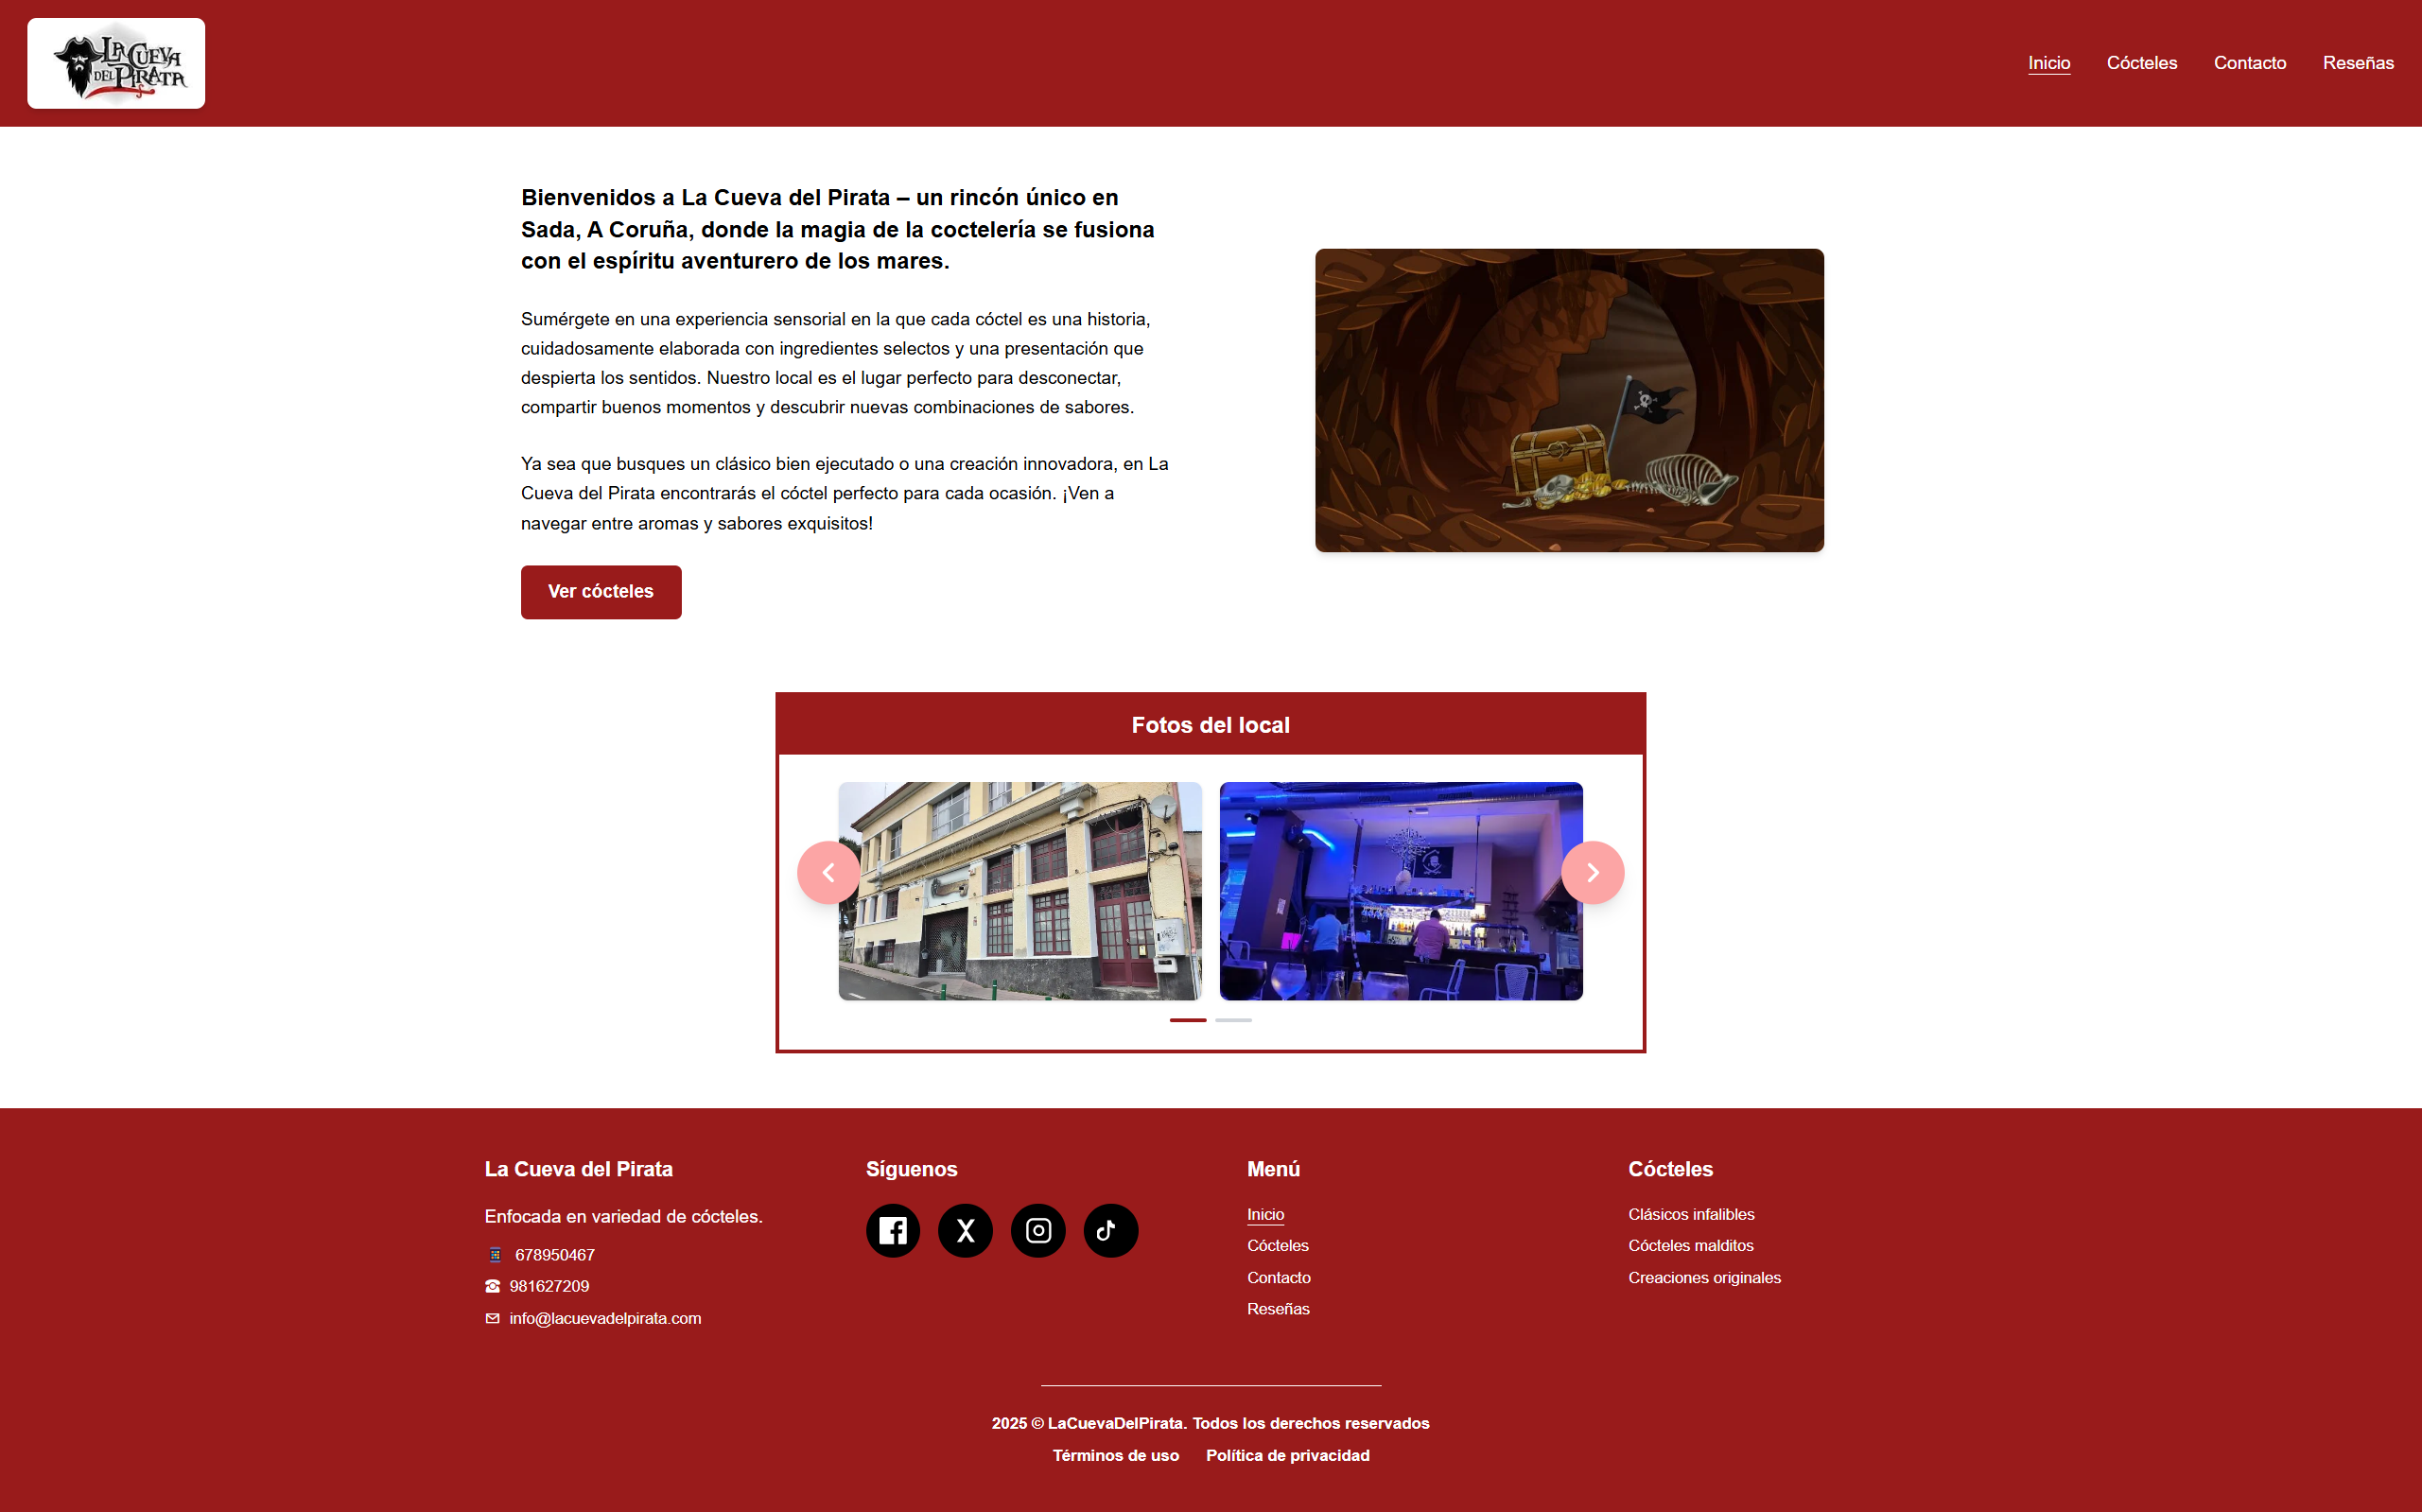 LA CUEVA
DEL PIRATA
Inicio Cócteles Contacto Reseñas
Bienvenidos a La Cueva del Pirata – un rincón único en
Sada, A Coruña, donde la magia de la coctelería se fusiona
con el espíritu aventurero de los mares.
Sumérgete en una experiencia sensorial en la que cada cóctel es una historia,
cuidadosamente elaborada con ingredientes selectos y una presentación que
despierta los sentidos. Nuestro local es el lugar perfecto para desconectar,
compartir buenos momentos y descubrir nuevas combinaciones de sabores.
Ya sea que busques un clásico bien ejecutado o una creación innovadora, en La
Cueva del Pirata encontrarás el cóctel perfecto para cada ocasión. ¡Ven a
navegar entre aromas y sabores exquisitos!
Ver cócteles
Fotos del local
La Cueva del Pirata
Enfocada en variedad de cócteles.
678950467
981627209
info@lacuevadelpirata.com
Síguenos
Menú
Inicio
Cócteles
Contacto
Reseñas
Cócteles
Clásicos infalibles
Cócteles malditos
Creaciones originales
2025 © LaCuevaDelPirata. Todos los derechos reservados
Términos de uso Política de privacidad